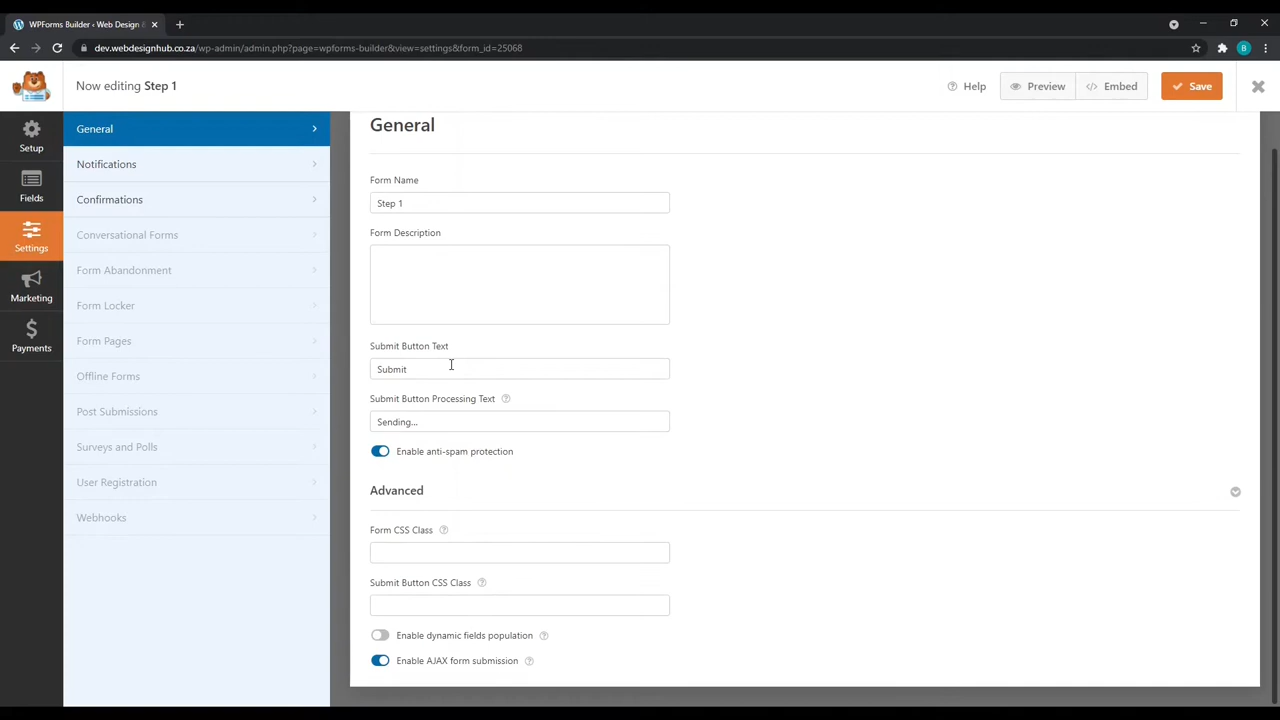 WPForms Builder ‹ Web Design &
dev.webdesignhub.co.za/wp-admin/admin.php?page=wpforms-builder&view=settings&form_id=25068
B
Now editing Step 1
Help
Preview
Embed
Save
Setup
Fields
Settings
Marketing
Payments
General
Notifications
Confirmations
Conversational Forms
Form Abandonment
Form Locker
Form Pages
Offline Forms
Post Submissions
Surveys and Polls
User Registration
Webhooks
General
Form Name
Step 1
Form Description
Submit Button Text
Submit
Submit Button Processing Text
Sending...
Enable anti-spam protection
Advanced
Form CSS Class
Submit Button CSS Class
Enable dynamic fields population
Enable AJAX form submission